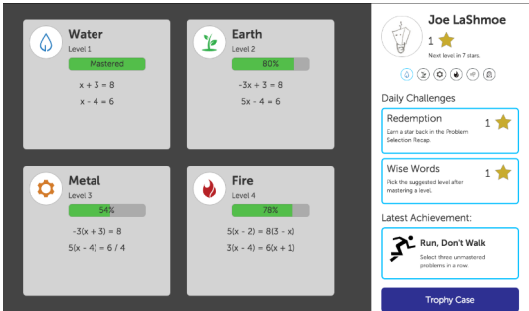 Water
Level 1
Mastered
x + 3 = 8
x - 4 = 6
Earth
Level 2
80%
-3x + 3 = 8
5x - 4 = 6
Metal
Level 3
54%
-3(x + 3) = 8
5(x - 4) = 6 / 4
Fire
Level 4
78%
5(x - 2) = 8(3 - x)
3(x - 4) = 6(x + 1)
Joe LaShmoe
1
Next level in 7 stars.
Daily Challenges
Redemption
1
Earn a star back in the Problem
Selection Recap.
Wise Words
1
Pick the suggested level after
mastering a level.
Latest Achievement:
Run, Don't Walk
Select three unmastered
problems in a row.
Trophy Case